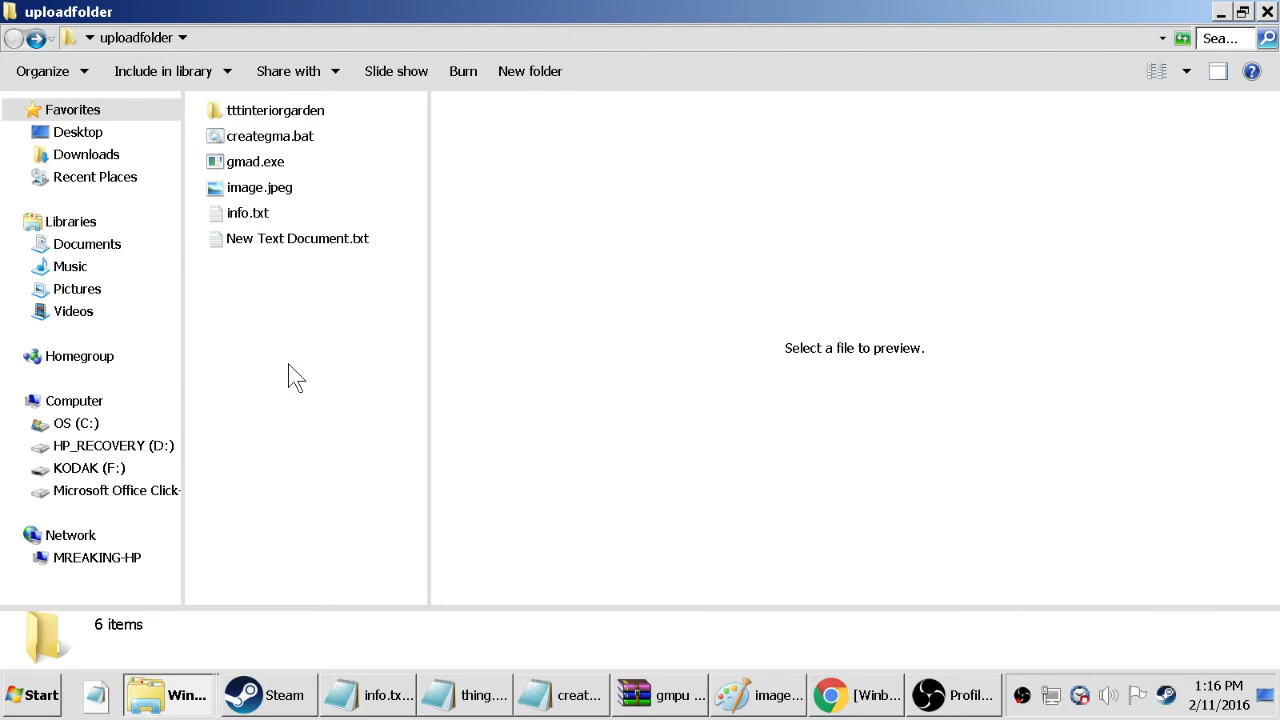 uploadfolder
uploadfolder
Sea...
Organize
Include in library
Share with
Slide show
Burn
New folder
Favorites
Desktop
Downloads
Recent Places
Libraries
Documents
Music
Pictures
Videos
Homegroup
Computer
OS (C:)
HP_RECOVERY (D:)
KODAK (F:)
Microsoft Office Click-
Network
MREAKING-HP
tttinteriorgarden
creategma.bat
gmad.exe
image.jpeg
info.txt
New Text Document.txt
Select a file to preview.
6 items
Start
Win...
Steam
info.tx...
thing....
creat...
gmpu ...
image...
[Winb...
Profil...
1:16 PM
2/11/2016